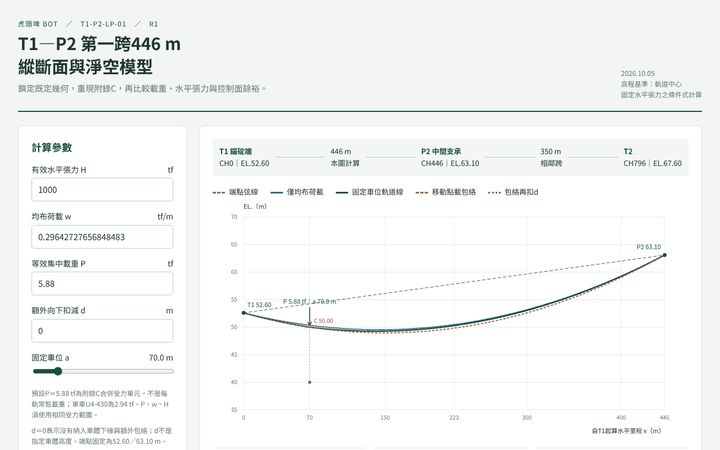 虎頭埤 BOT ／ T1-P2-LP-01 ／ R1
T1—P2 第一跨446 m
縱斷面與淨空模型
鎖定既定幾何，重現附錄C，再比較載重、水平張力與控制面餘裕。
2026.10.05
高程基準：軌道中心
固定水平張力之條件式計算
計算參數
有效水平張力 H tf
1000
均布荷載 w tf/m
0.29642727656848483
等效集中載重 P tf
5.88
額外向下扣減 d m
0
固定車位 a 70.0 m
預設P＝5.88 tf為附錄C合併受力單元，不是每
軌常態載重；單車U4-430為2.94 tf。P、w、H
須使用相同受力範圍。
d＝0表示沒有納入車體下緣與額外包絡；d不是
指定車體高度。端點固定為52.60／63.10 m。
T1 錨碇端 446 m P2 中間支承 350 m T2
CH0｜EL.52.60 本圖計算 CH446｜EL.63.10 相鄰跨 CH796｜EL.67.60
端點弦線 僅均布荷載 固定車位軌道線 移動點載包絡 包絡再扣d
EL.（m）
70
65
60
55
50
45
40
35
P2 63.10
T1 52.60
P 5.88 tf｜a 70.0 m
C 50.00
0 70 150 223 300 400 446
自T1起算水平里程 x（m）